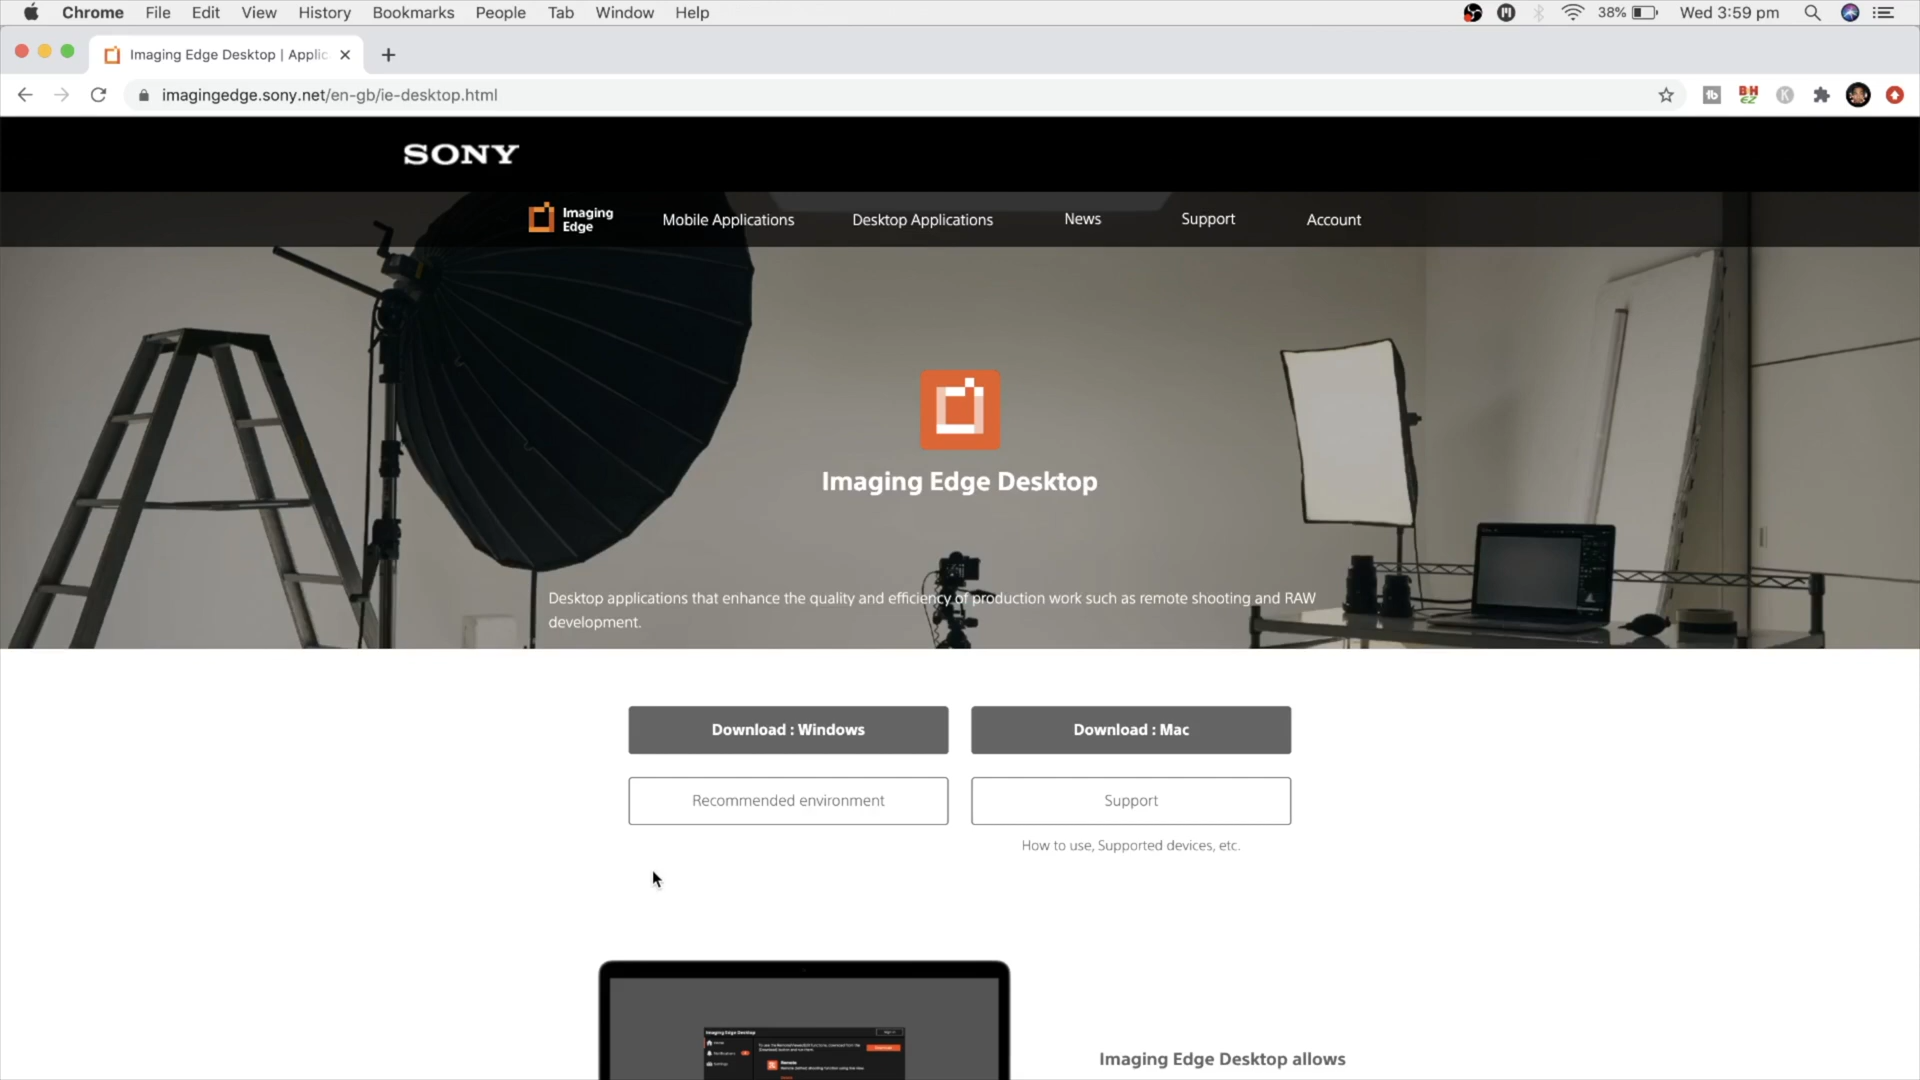 Chrome File Edit View History Bookmarks People Tab Window Help 38% Wed 3:59 pm
Imaging Edge Desktop | Applic
imagingedge.sony.net/en-gb/ie-desktop.html
SONY
Imaging Edge
Mobile Applications Desktop Applications News Support Account
Imaging Edge Desktop
Desktop applications that enhance the quality and efficiency of production work such as remote shooting and RAW
development.
Download : Windows Download : Mac
Recommended environment Support
How to use, Supported devices, etc.
Imaging Edge Desktop
Imaging Edge Desktop allows